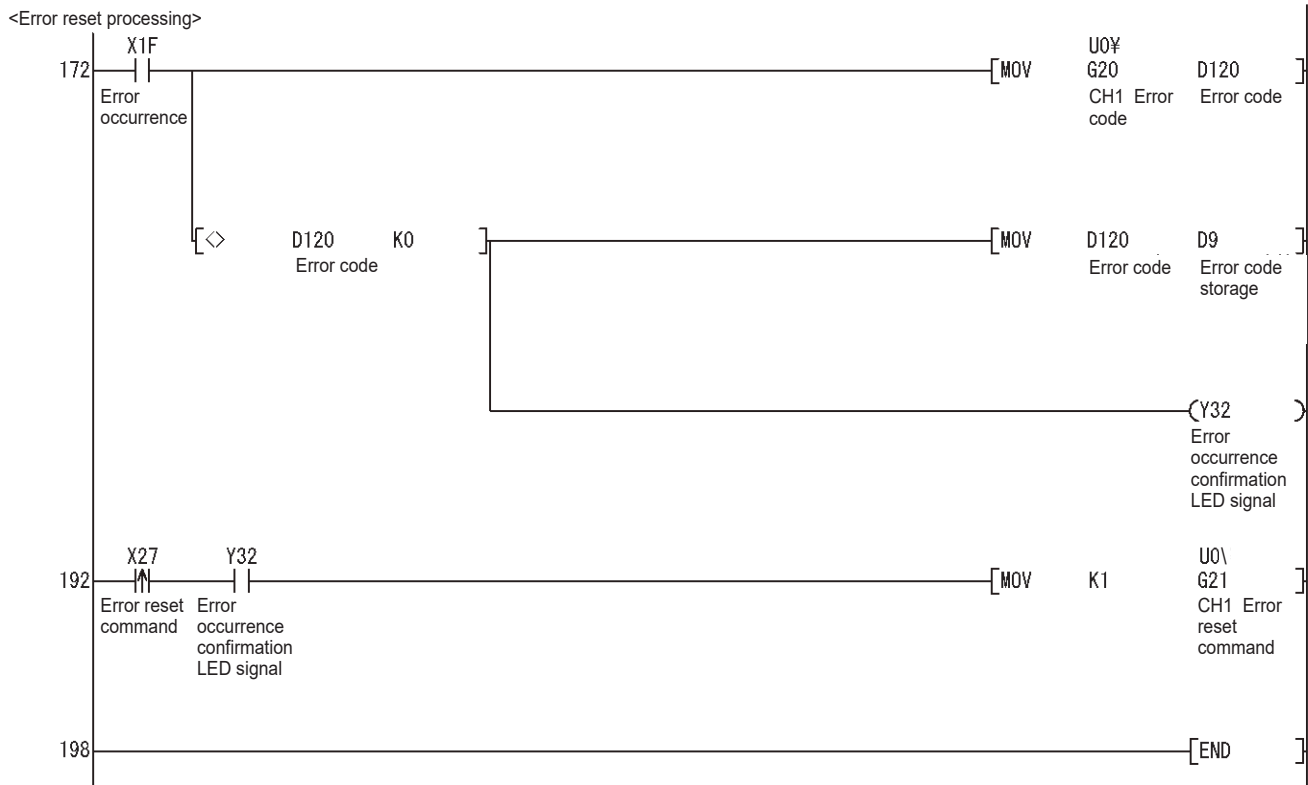 <Error reset processing>
X1F
U0¥
172
[MOV G20 D120 ]
Error
occurrence
CH1 Error
code
Error code
[<> D120 K0 ]
Error code
[MOV D120 D9 ]
Error code
Error code
storage
(Y32 )
Error
occurrence
confirmation
LED signal
X27 Y32
U0\
192
[MOV K1 G21 ]
Error reset
command
Error
occurrence
confirmation
LED signal
CH1 Error
reset
command
198
[END ]